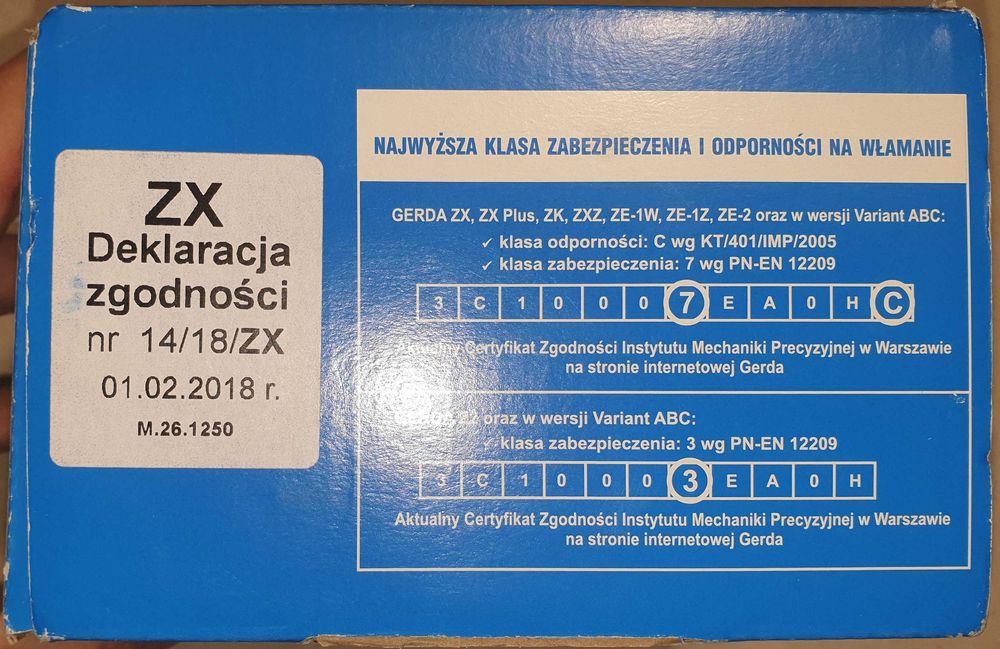 ZX
Deklaracja
zgodności
nr 14/18/ZX
01.02.2018 r.
M.26.1250
NAJWYŻSZA KLASA ZABEZPIECZENIA I ODPORNOŚCI NA WŁAMANIE
GERDA ZX, ZX Plus, ZK, ZXZ, ZE-1W, ZE-1Z, ZE-2 oraz w wersji Variant ABC:
✓ klasa odporności: C wg KT/401/IMP/2005
✓ klasa zabezpieczenia: 7 wg PN-EN 12209
3 C 1 0 0 0 7 E A 0 H C
Aktualny Certyfikat Zgodności Instytutu Mechaniki Precyzyjnej w Warszawie
na stronie internetowej Gerda
oraz w wersji Variant ABC:
✓ klasa zabezpieczenia: 3 wg PN-EN 12209
3 C 1 0 0 0 3 E A 0 H
Aktualny Certyfikat Zgodności Instytutu Mechaniki Precyzyjnej w Warszawie
na stronie internetowej Gerda